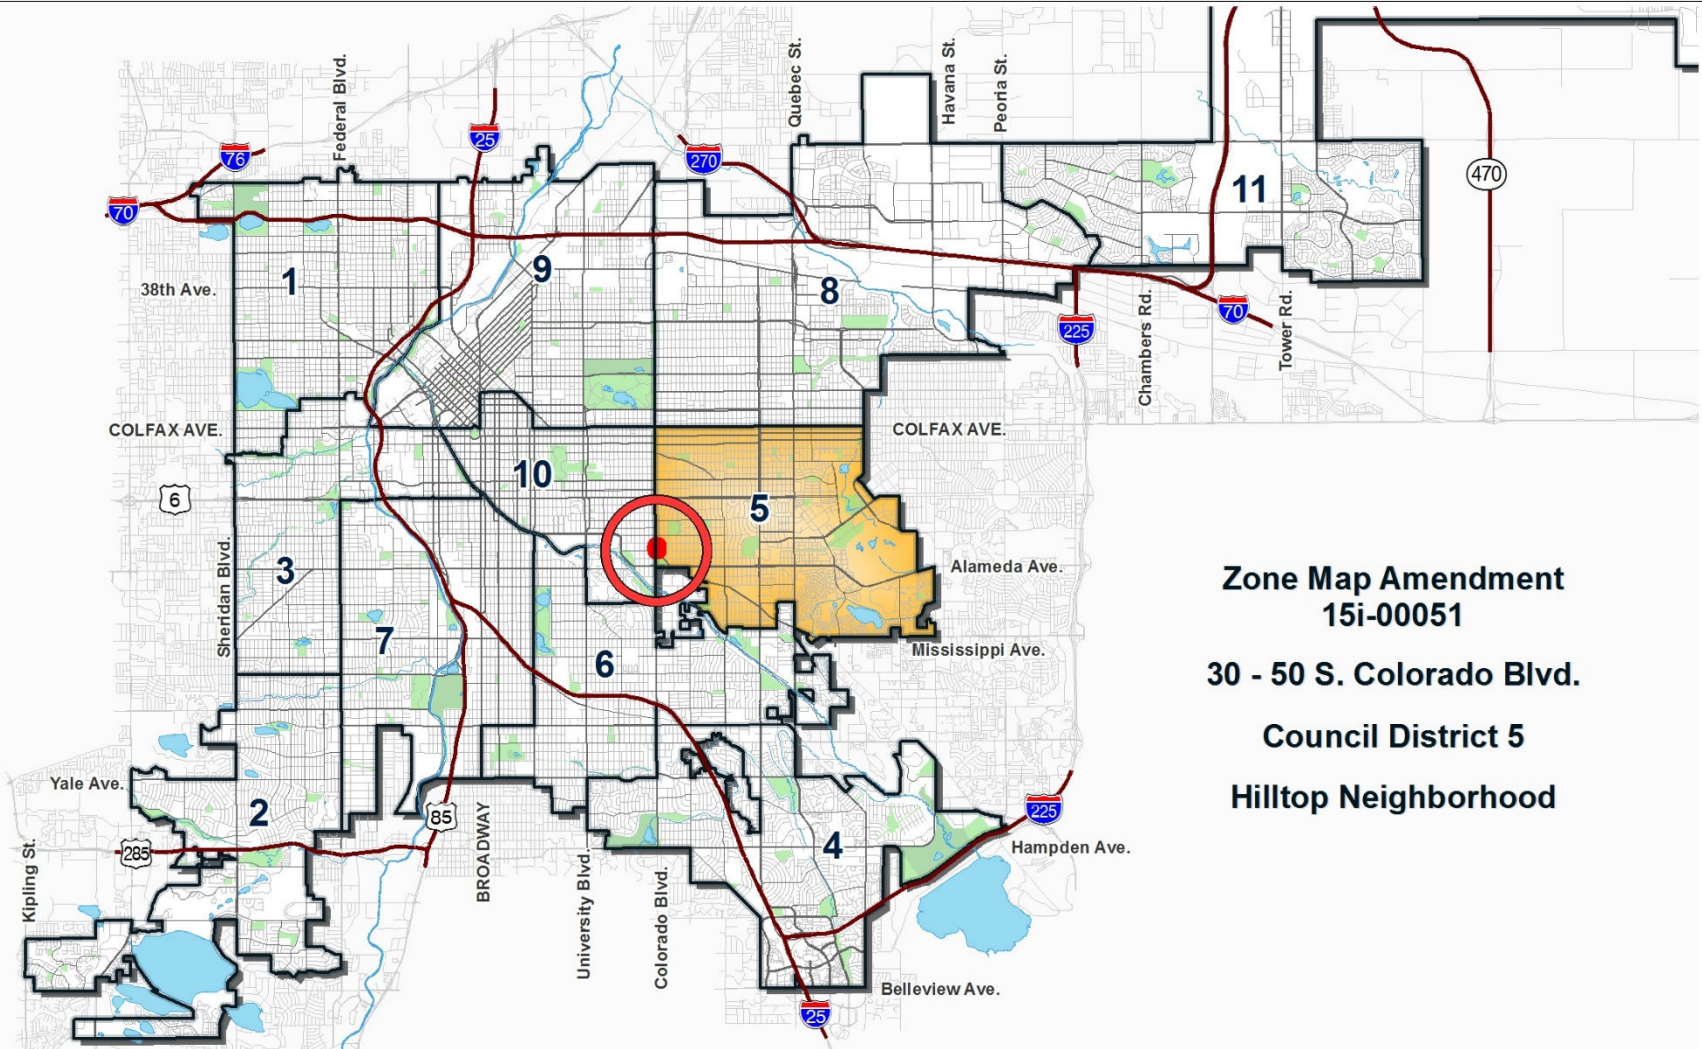 Federal Blvd.
25
Quebec St.
Havana St.
Peoria St.
76
270
470
70
11
38th Ave.
1
9
8
70
225
Chambers Rd.
Tower Rd.
COLFAX AVE.
COLFAX AVE.
10
6
5
Sheridan Blvd.
3
Alameda Ave.
7
6
Mississippi Ave.
Zone Map Amendment
15i-00051
30 - 50 S. Colorado Blvd.
Council District 5
Hilltop Neighborhood
Yale Ave.
2
85
BROADWAY
225
285
4
Hampden Ave.
Kipling St.
University Blvd.
Colorado Blvd.
Belleview Ave.
25